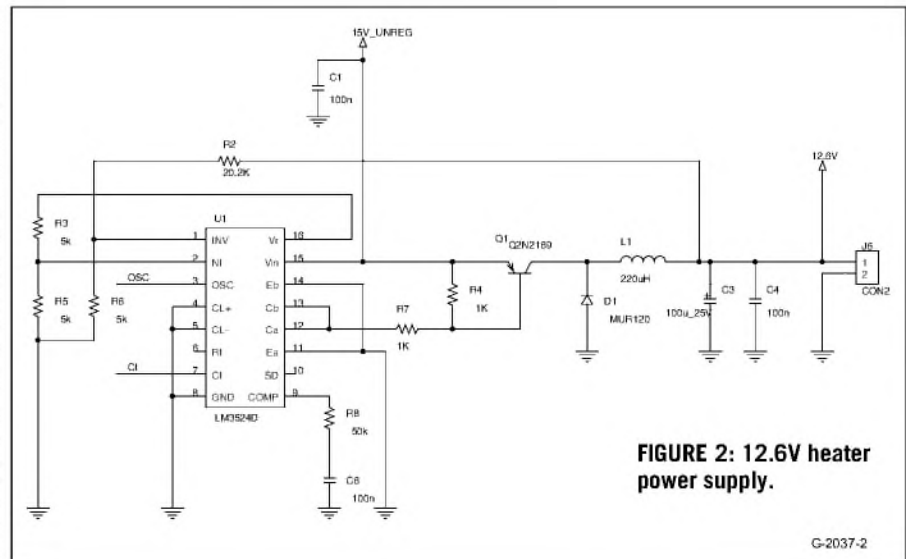 15V_UNREG
C1
100n
R2
20.2K
12.6V
R3
5k
U1
1 INV Vr 16
2 NI Vin 15
OSC 3 OSC Eb 14
4 CL+ Cb 13
5 CL- Ca 12
6 RI Ea 11
CI 7 CI SD 10
8 GND COMP 9
LM3524D
R5
5k
R6
5k
Q1
Q2N2189
R4
1K
R7
1K
L1
220uH
D1
MUR120
C3
100u_25V
C4
100n
J6
1
2
CON2
R8
50k
C6
100n
FIGURE 2: 12.6V heater
power supply.
G-2037-2